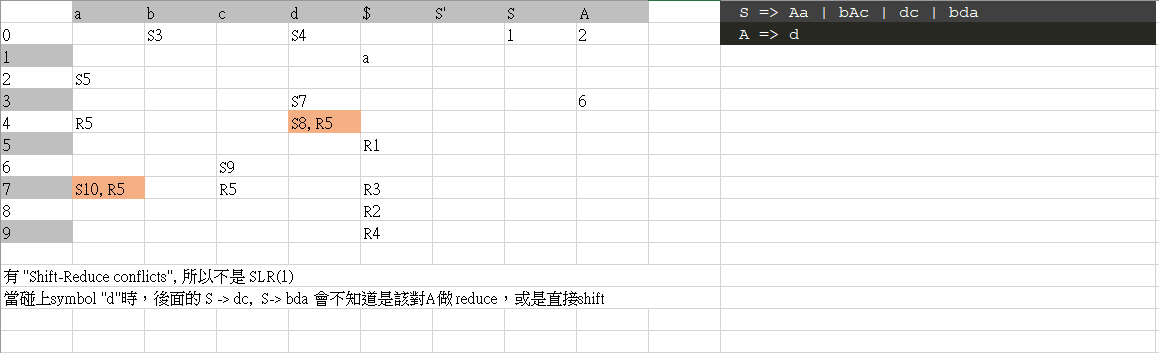 a b c d $ S' S A
S => Aa | bAc | dc | bda
0 S3 S4 1 2
A => d
1 a
2 S5
3 S7 6
4 R5 S8, R5
5 R1
6 S9
7 S10, R5 R5 R3
8 R2
9 R4
有 "Shift-Reduce conflicts", 所以不是 SLR(1)
當碰上symbol "d"時，後面的 S -> dc, S-> bda 會不知道是該對A做 reduce，或是直接shift